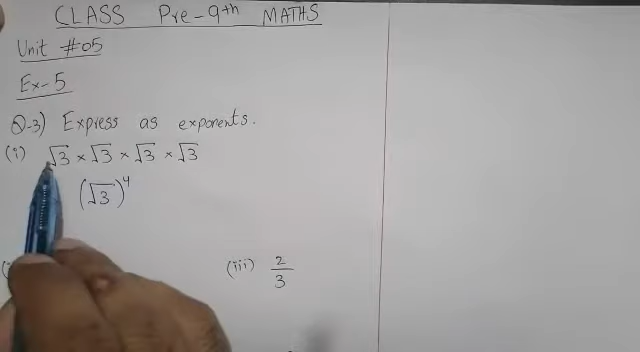 CLASS Pre-9th MATHS
Unit #05
Ex-5
Q-3) Express as exponents.
(i) √3 × √3 × √3 × √3
(√3)⁴
(iii) 2/3